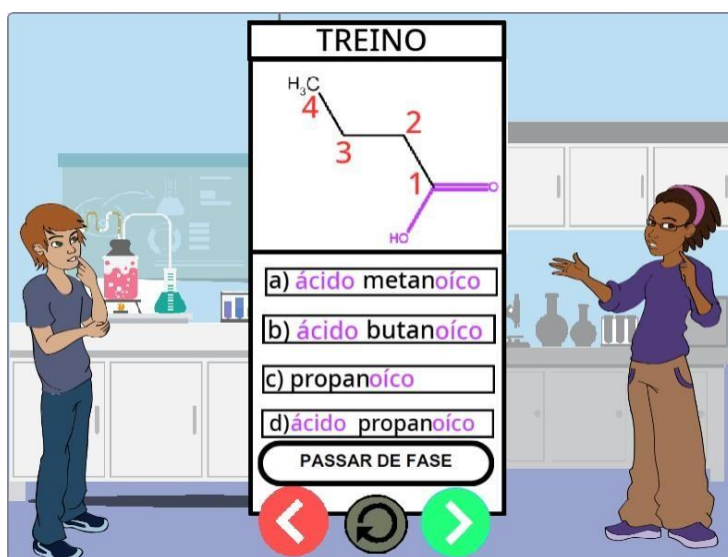 TREINO
H₃C
4
2
3
1
O
HO
a) ácido metanoíco
b) ácido butanoíco
c) propanoíco
d)ácido propanoíco
PASSAR DE FASE